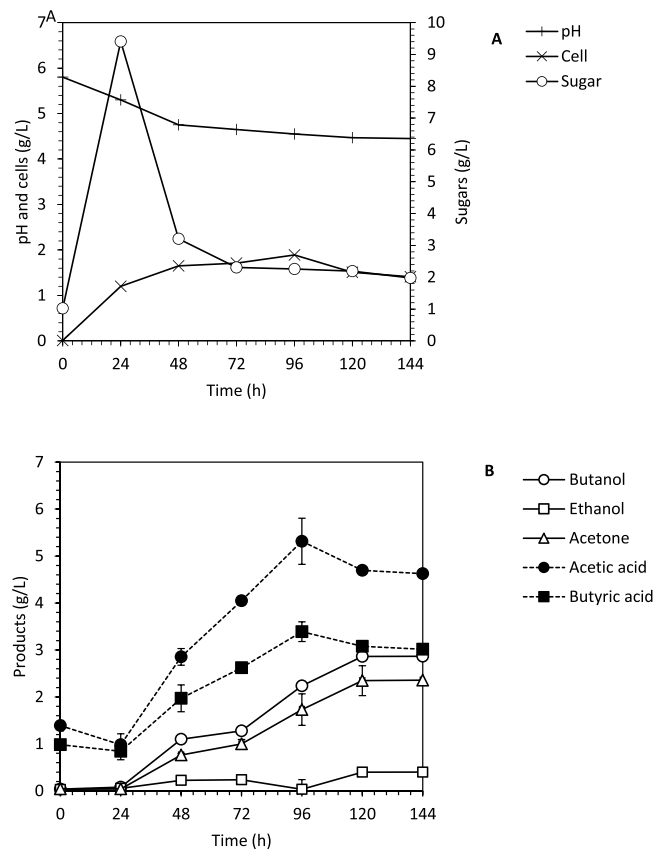 A
7
6
5
4
3
2
1
0
pH and cells (g/L)
10
9
8
7
6
5
4
3
2
1
0
Sugars (g/L)
0 24 48 72 96 120 144
Time (h)
A
pH
Cell
Sugar
7
6
5
4
3
2
1
0
Products (g/L)
0 24 48 72 96 120 144
Time (h)
B
Butanol
Ethanol
Acetone
Acetic acid
Butyric acid